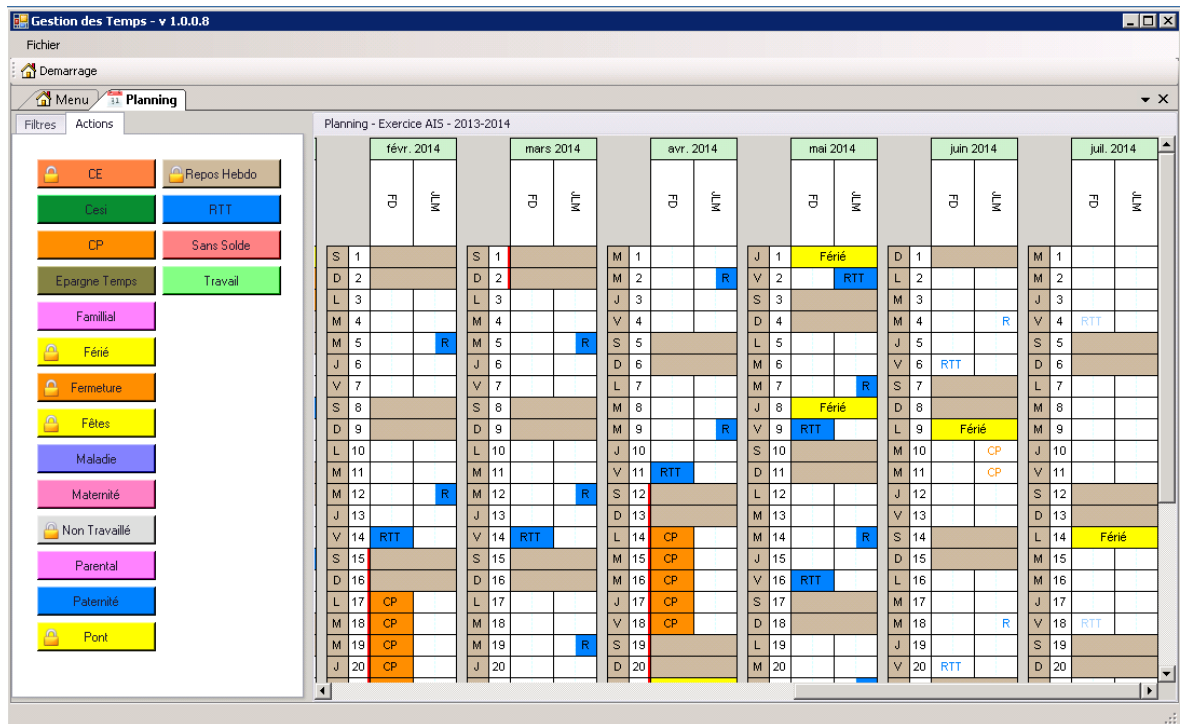 Gestion des Temps - v 1.0.0.8
Fichier
Demarrage
Menu
Planning
Filtres
Actions
CE
Repos Hebdo
Cesi
RTT
CP
Sans Solde
Epargne Temps
Travail
Famillial
Férié
Fermeture
Fêtes
Maladie
Maternité
Non Travaillé
Parental
Paternité
Pont
Planning - Exercice AIS - 2013-2014
févr. 2014 mars 2014 avr. 2014 mai 2014 juin 2014 juil. 2014
FD JLM FD JLM FD JLM FD JLM FD JLM FD JLM
S 1 S 1 M 1 J 1 Férié D 1 M 1
D 2 D 2 M 2 R V 2 RTT L 2 M 2
L 3 L 3 J 3 S 3 M 3 J 3
M 4 M 4 V 4 D 4 M 4 R V 4 RTT
M 5 R M 5 R S 5 L 5 J 5 S 5
J 6 J 6 D 6 M 6 V 6 RTT D 6
V 7 V 7 L 7 M 7 R S 7 L 7
S 8 S 8 M 8 J 8 Férié D 8 M 8
D 9 D 9 M 9 R V 9 RTT L 9 Férié M 9
L 10 L 10 J 10 S 10 M 10 CP J 10
M 11 M 11 V 11 RTT D 11 M 11 CP V 11
M 12 R M 12 R S 12 L 12 J 12 S 12
J 13 J 13 D 13 M 13 V 13 D 13
V 14 RTT V 14 RTT L 14 CP M 14 R S 14 L 14 Férié
S 15 S 15 M 15 CP J 15 D 15 M 15
D 16 D 16 M 16 CP V 16 RTT L 16 M 16
L 17 CP L 17 J 17 CP S 17 M 17 J 17
M 18 CP M 18 V 18 CP D 18 M 18 R V 18 RTT
M 19 CP M 19 R S 19 L 19 J 19 S 19
J 20 CP J 20 D 20 M 20 V 20 RTT D 20